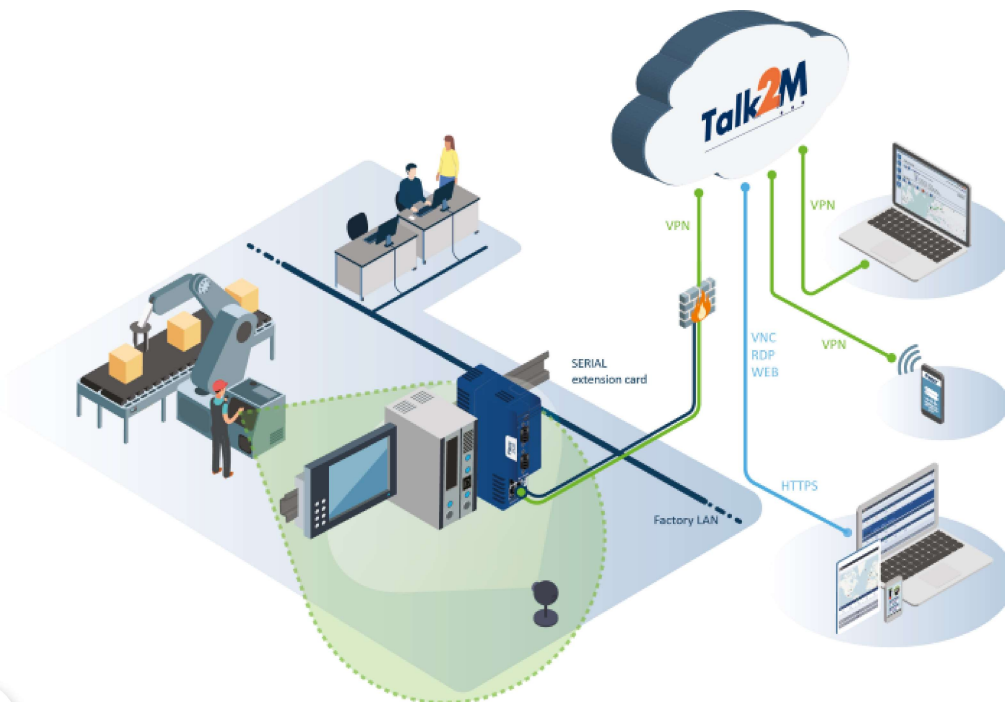 Talk2M
VPN
VPN
SERIAL
extension card
VNC
RDP
WEB
VPN
HTTPS
Factory LAN